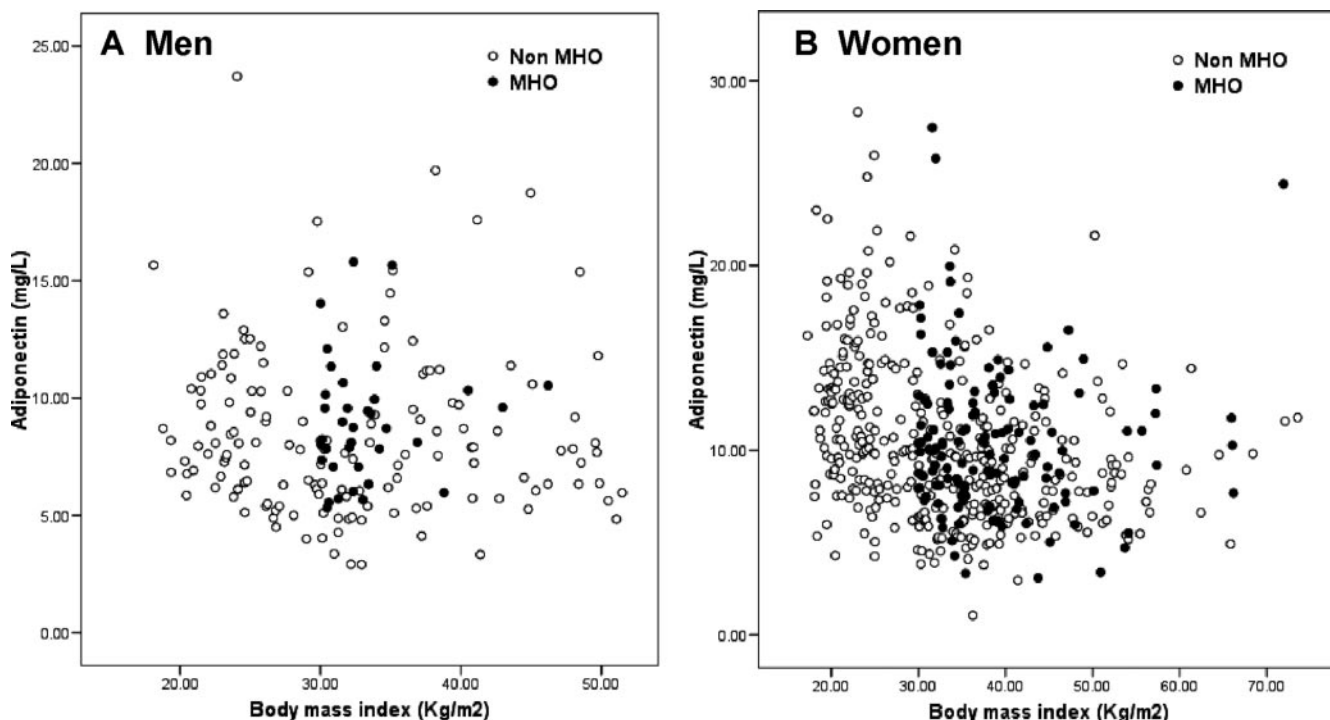 A Men
Non MHO
MHO
25.00
20.00
15.00
10.00
5.00
0.00
Adiponectin (mg/L)
20.00 30.00 40.00 50.00
Body mass index (Kg/m2)
B Women
Non MHO
MHO
30.00
20.00
10.00
0.00
Adiponectin (mg/L)
20.00 30.00 40.00 50.00 60.00 70.00
Body mass index (Kg/m2)